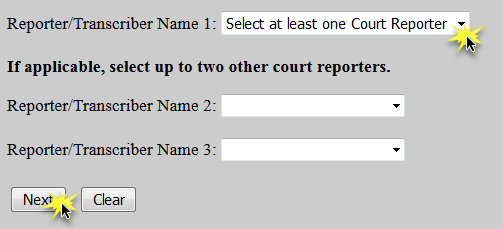 Reporter/Transcriber Name 1: Select at least one Court Reporter
If applicable, select up to two other court reporters.
Reporter/Transcriber Name 2:
Reporter/Transcriber Name 3:
Next Clear